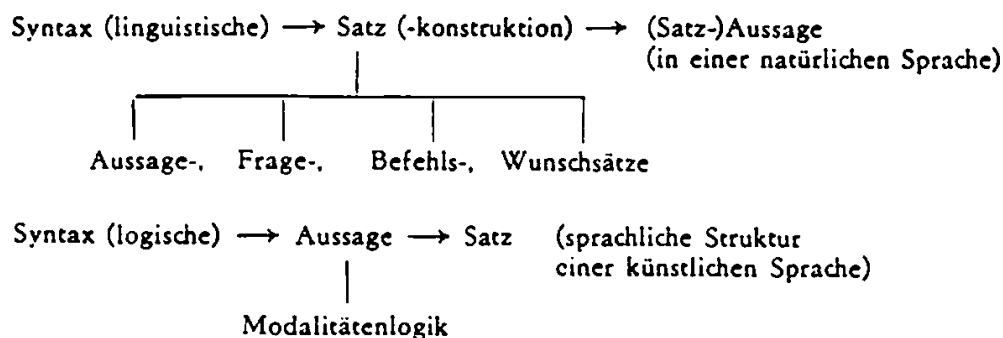 Syntax (linguistische) → Satz (-konstruktion) → (Satz-)Aussage
(in einer natürlichen Sprache)
Aussage-, Frage-, Befehls-, Wunschsätze
Syntax (logische) → Aussage → Satz (sprachliche Struktur
einer künstlichen Sprache)
Modalitätenlogik